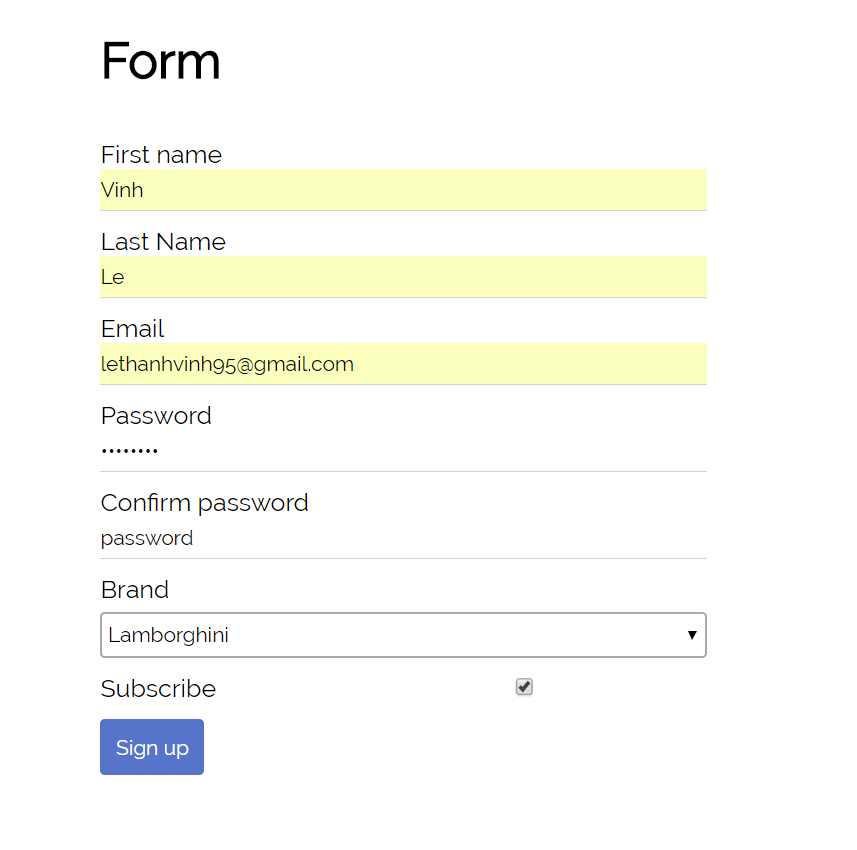 Form
First name
Vinh
Last Name
Le
Email
lethanhvinh95@gmail.com
Password
••••••••
Confirm password
password
Brand
Lamborghini
Subscribe
Sign up